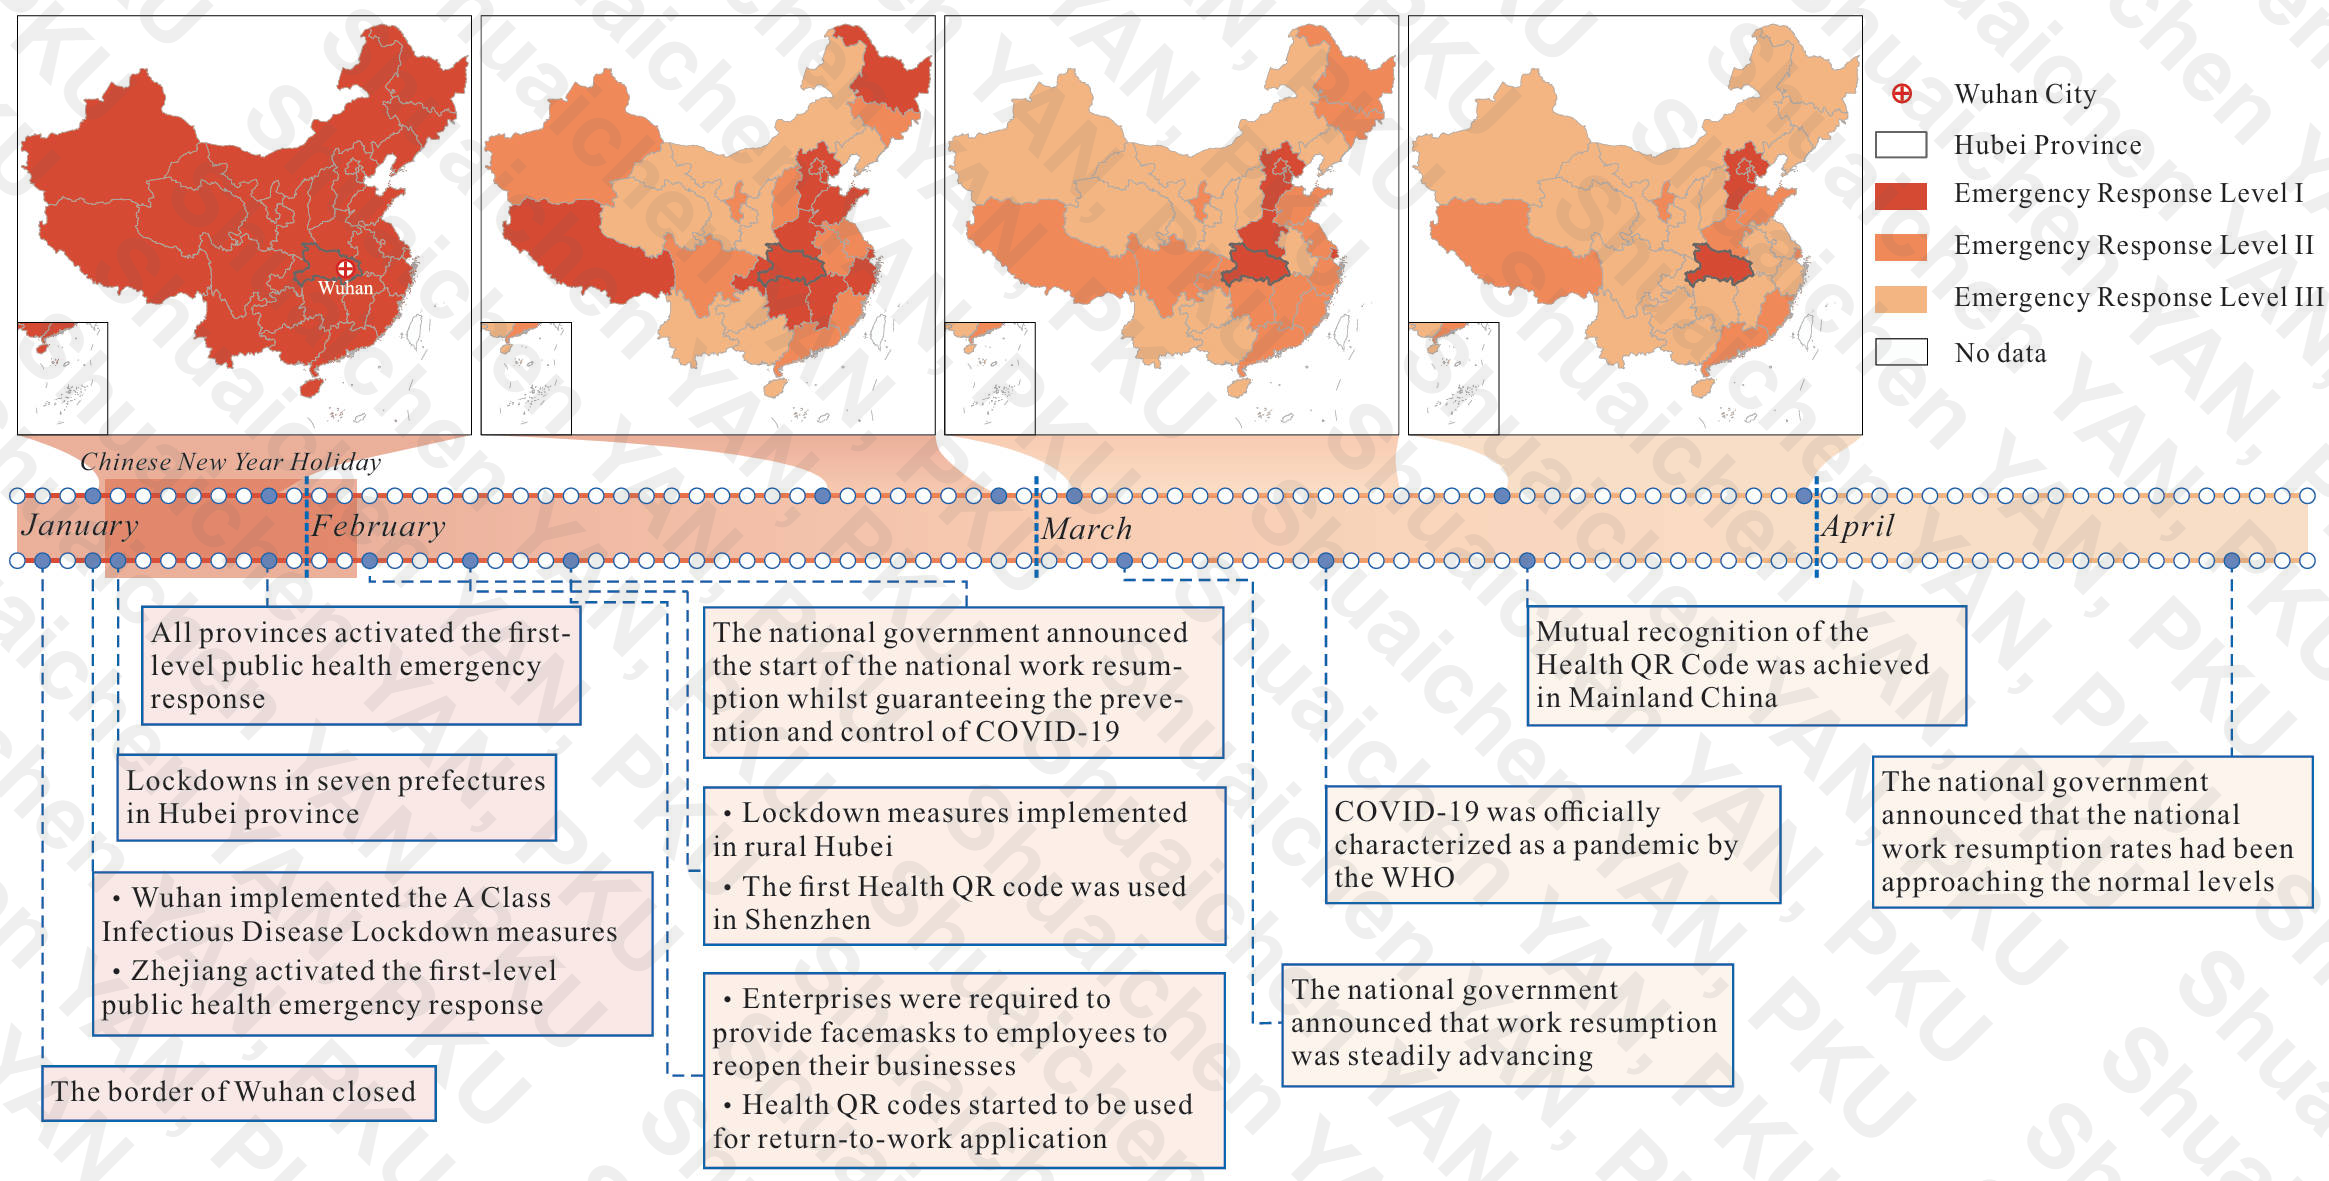 Wuhan
Wuhan City
Hubei Province
Emergency Response Level I
Emergency Response Level II
Emergency Response Level III
No data
Chinese New Year Holiday
January
February
March
April
All provinces activated the first-
level public health emergency
response
Lockdowns in seven prefectures
in Hubei province
• Wuhan implemented the A Class
Infectious Disease Lockdown measures
• Zhejiang activated the first-level
public health emergency response
The border of Wuhan closed
The national government announced
the start of the national work resum-
ption whilst guaranteeing the preve-
ntion and control of COVID-19
• Lockdown measures implemented
in rural Hubei
• The first Health QR code was used
in Shenzhen
• Enterprises were required to
provide facemasks to employees to
reopen their businesses
• Health QR codes started to be used
for return-to-work application
Mutual recognition of the
Health QR Code was achieved
in Mainland China
COVID-19 was officially
characterized as a pandemic by
the WHO
The national government
announced that work resumption
was steadily advancing
The national government
announced that the national
work resumption rates had been
approaching the normal levels
Shuaichen YAN, PKU